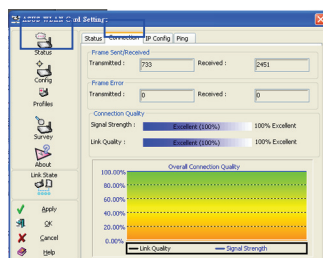 ASUS WLAN Card Settings
Status
Config
Profiles
Survey
About
Link State
Apply
OK
Cancel
Help
Status Connection IP Config Ping
Frame Sent/Received
Transmitted : 733 Received : 2451
Frame Error
Transmitted : 0 Received : 0
Connection Quality
Signal Strength : Excellent (100%) 100% Excellent
Link Quality : Excellent (100%) 100% Excellent
Overall Connection Quality
100.00%
80.00%
60.00%
40.00%
20.00%
0.00%
Link Quality Signal Strength